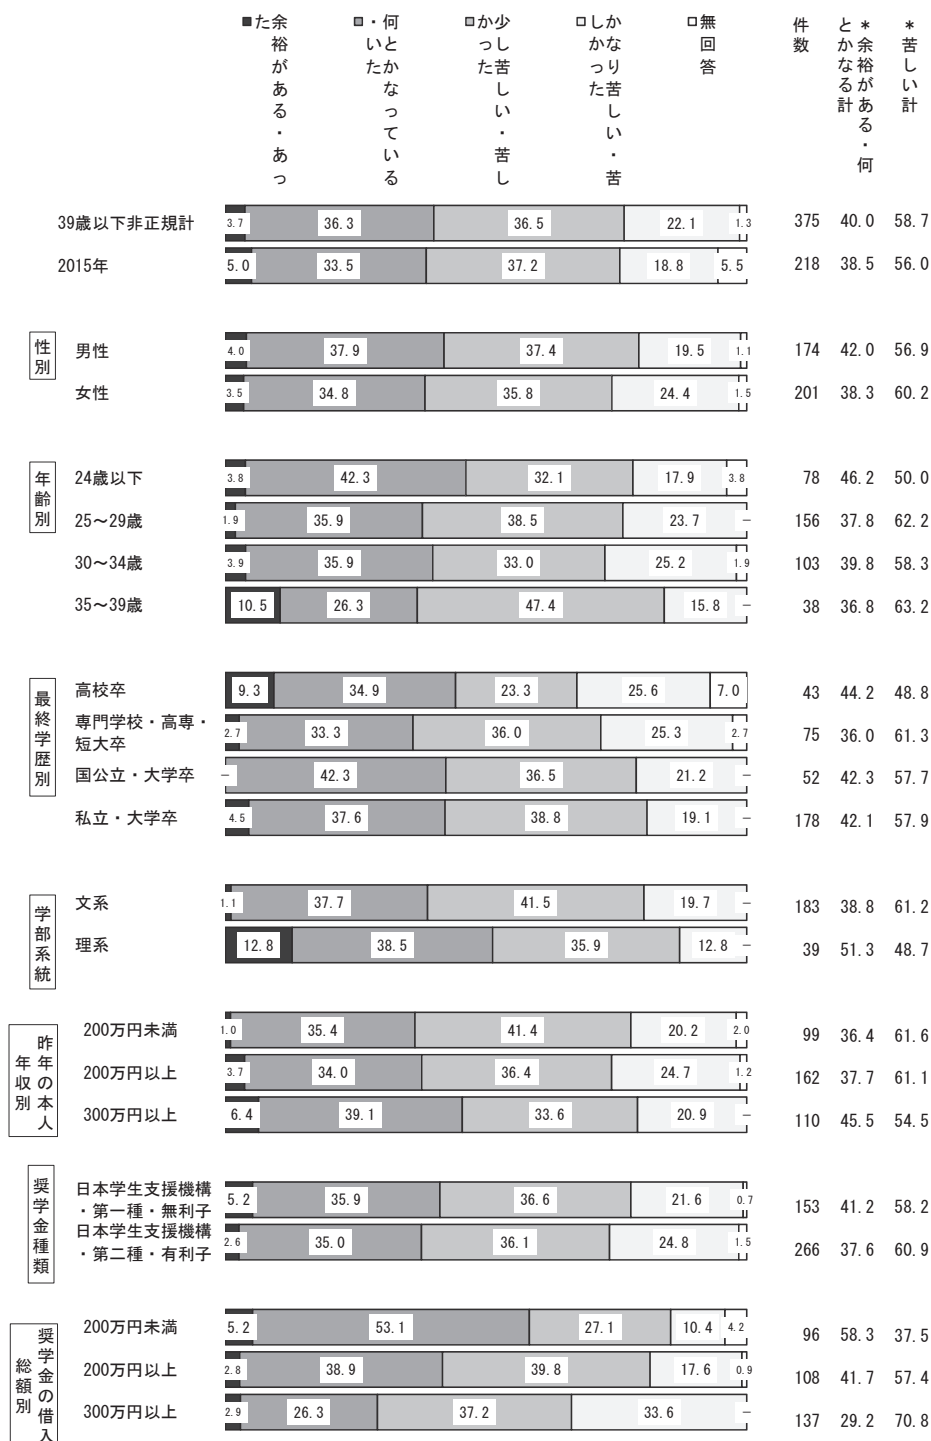 ■余裕がある・あった
■何とかなっている・いた
■少し苦しい・苦しかった
□かなり苦しい・苦しかった
□無回答
件数
*余裕がある・何とかなる計
*苦しい計
39歳以下非正規計 3.7 36.3 36.5 22.1 1.3 375 40.0 58.7
2015年 5.0 33.5 37.2 18.8 5.5 218 38.5 56.0
性別
男性 4.0 37.9 37.4 19.5 1.1 174 42.0 56.9
女性 3.5 34.8 35.8 24.4 1.5 201 38.3 60.2
年齢別
24歳以下 3.8 42.3 32.1 17.9 3.8 78 46.2 50.0
25～29歳 1.9 35.9 38.5 23.7 － 156 37.8 62.2
30～34歳 3.9 35.9 33.0 25.2 1.9 103 39.8 58.3
35～39歳 10.5 26.3 47.4 15.8 － 38 36.8 63.2
最終学歴別
高校卒 9.3 34.9 23.3 25.6 7.0 43 44.2 48.8
専門学校・高専・
短大卒 2.7 33.3 36.0 25.3 2.7 75 36.0 61.3
国公立・大学卒 － 42.3 36.5 21.2 － 52 42.3 57.7
私立・大学卒 4.5 37.6 38.8 19.1 － 178 42.1 57.9
学部系統
文系 1.1 37.7 41.5 19.7 － 183 38.8 61.2
理系 12.8 38.5 35.9 12.8 － 39 51.3 48.7
昨年の本人
年収別
200万円未満 1.0 35.4 41.4 20.2 2.0 99 36.4 61.6
200万円以上 3.7 34.0 36.4 24.7 1.2 162 37.7 61.1
300万円以上 6.4 39.1 33.6 20.9 － 110 45.5 54.5
奨学金種類
日本学生支援機構
・第一種・無利子 5.2 35.9 36.6 21.6 0.7 153 41.2 58.2
日本学生支援機構
・第二種・有利子 2.6 35.0 36.1 24.8 1.5 266 37.6 60.9
奨学金の借入
総額別
200万円未満 5.2 53.1 27.1 10.4 4.2 96 58.3 37.5
200万円以上 2.8 38.9 39.8 17.6 0.9 108 41.7 57.4
300万円以上 2.9 26.3 37.2 33.6 － 137 29.2 70.8